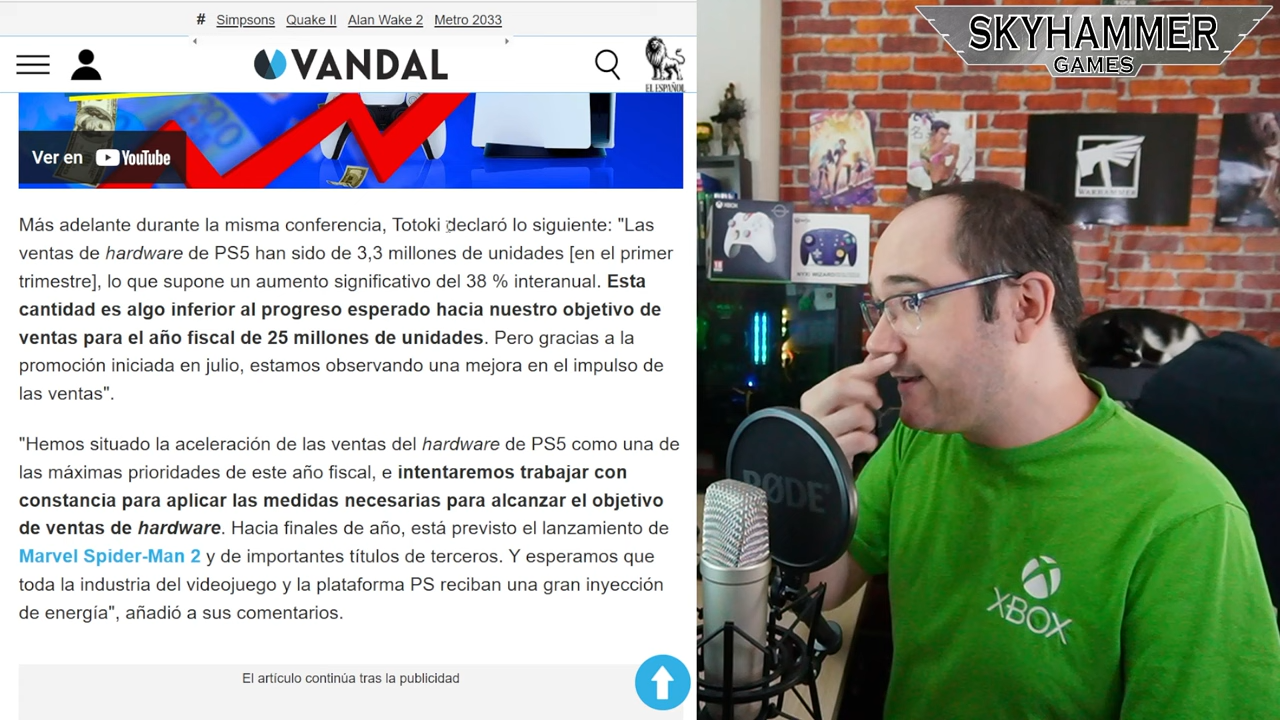 # Simpsons Quake II Alan Wake 2 Metro 2033
VANDAL
EL ESPAÑOL
Ver en YouTube
Más adelante durante la misma conferencia, Totoki declaró lo siguiente: "Las
ventas de hardware de PS5 han sido de 3,3 millones de unidades [en el primer
trimestre], lo que supone un aumento significativo del 38 % interanual. Esta
cantidad es algo inferior al progreso esperado hacia nuestro objetivo de
ventas para el año fiscal de 25 millones de unidades. Pero gracias a la
promoción iniciada en julio, estamos observando una mejora en el impulso de
las ventas".
"Hemos situado la aceleración de las ventas del hardware de PS5 como una de
las máximas prioridades de este año fiscal, e intentaremos trabajar con
constancia para aplicar las medidas necesarias para alcanzar el objetivo
de ventas de hardware. Hacia finales de año, está previsto el lanzamiento de
Marvel Spider-Man 2 y de importantes títulos de terceros. Y esperamos que
toda la industria del videojuego y la plataforma PS reciban una gran inyección
de energía", añadió a sus comentarios.
El artículo continúa tras la publicidad
SKYHAMMER
GAMES
WARHAMMER
XBOX
RØDE
XBOX